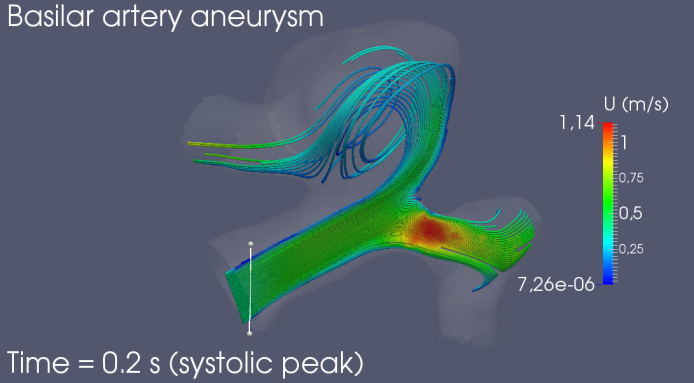 Basilar artery aneurysm
U (m/s)
1,14
1
0,75
0,5
0,25
7,26e-06
Time = 0.2 s (systolic peak)